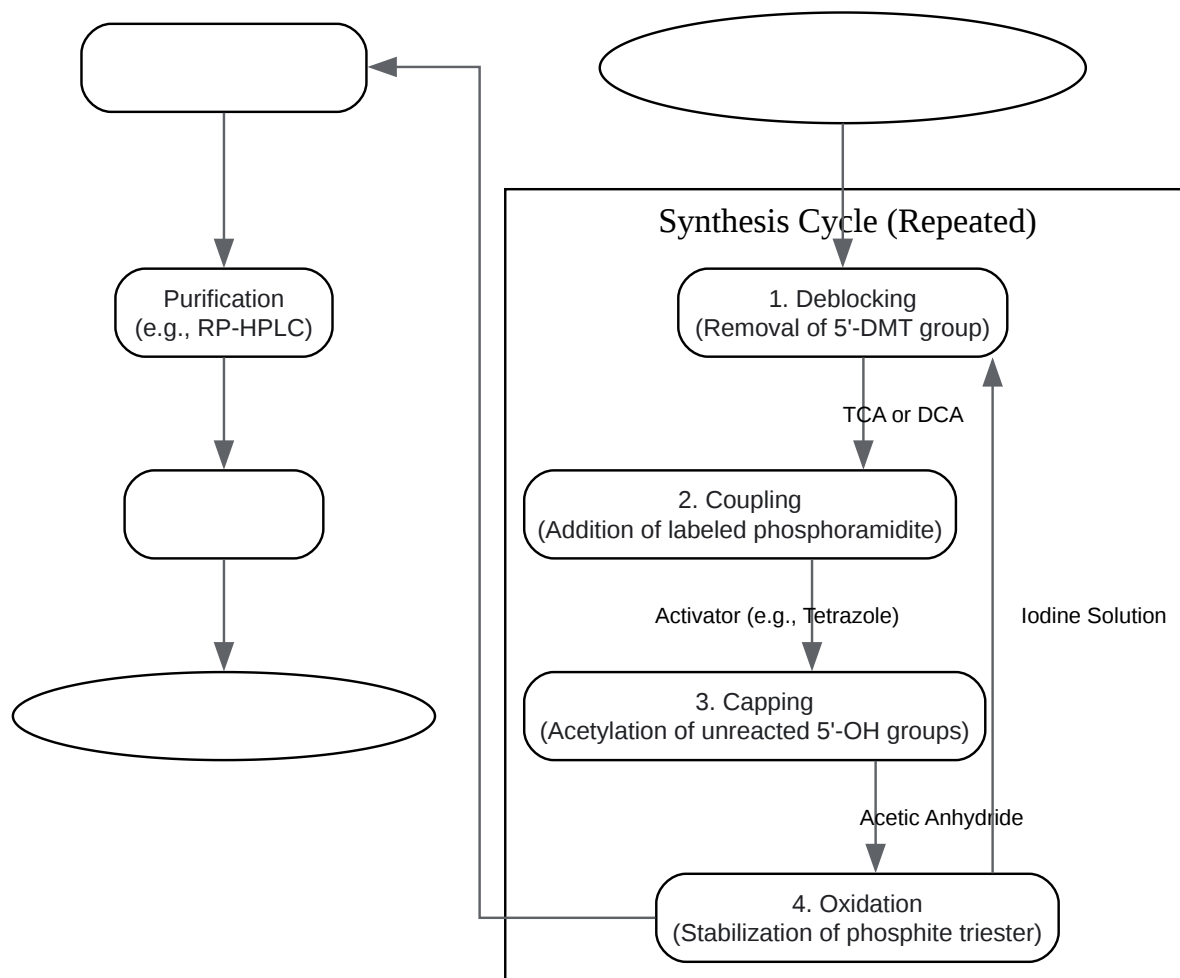 Synthesis Cycle (Repeated)
Purification
(e.g., RP-HPLC)
1. Deblocking
(Removal of 5'-DMT group)
TCA or DCA
2. Coupling
(Addition of labeled phosphoramidite)
Activator (e.g., Tetrazole)
Iodine Solution
3. Capping
(Acetylation of unreacted 5'-OH groups)
Acetic Anhydride
4. Oxidation
(Stabilization of phosphite triester)